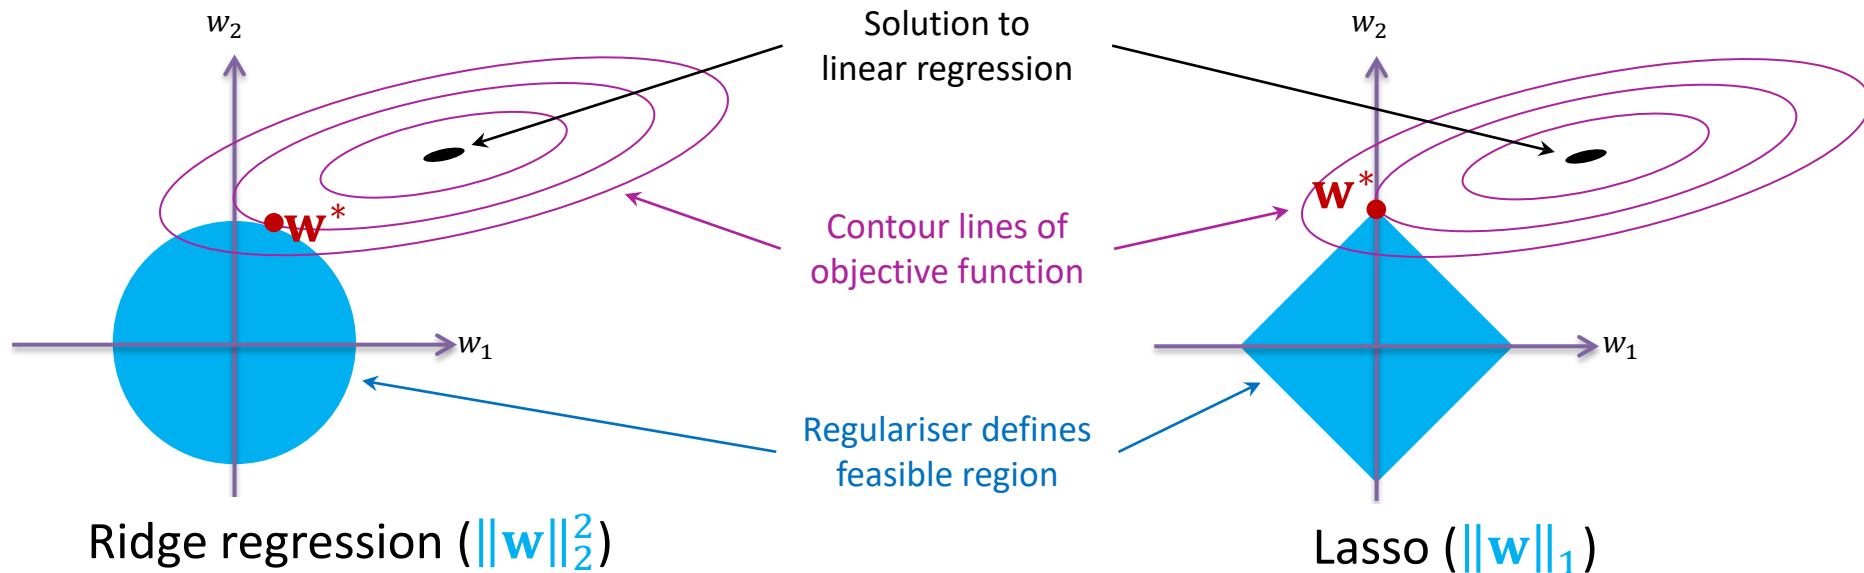 w₂
Solution to
linear regression
w₂
w*
w*
Contour lines of
objective function
w₁
w₁
Regulariser defines
feasible region
Ridge regression (‖w‖₂²)
Lasso (‖w‖₁)